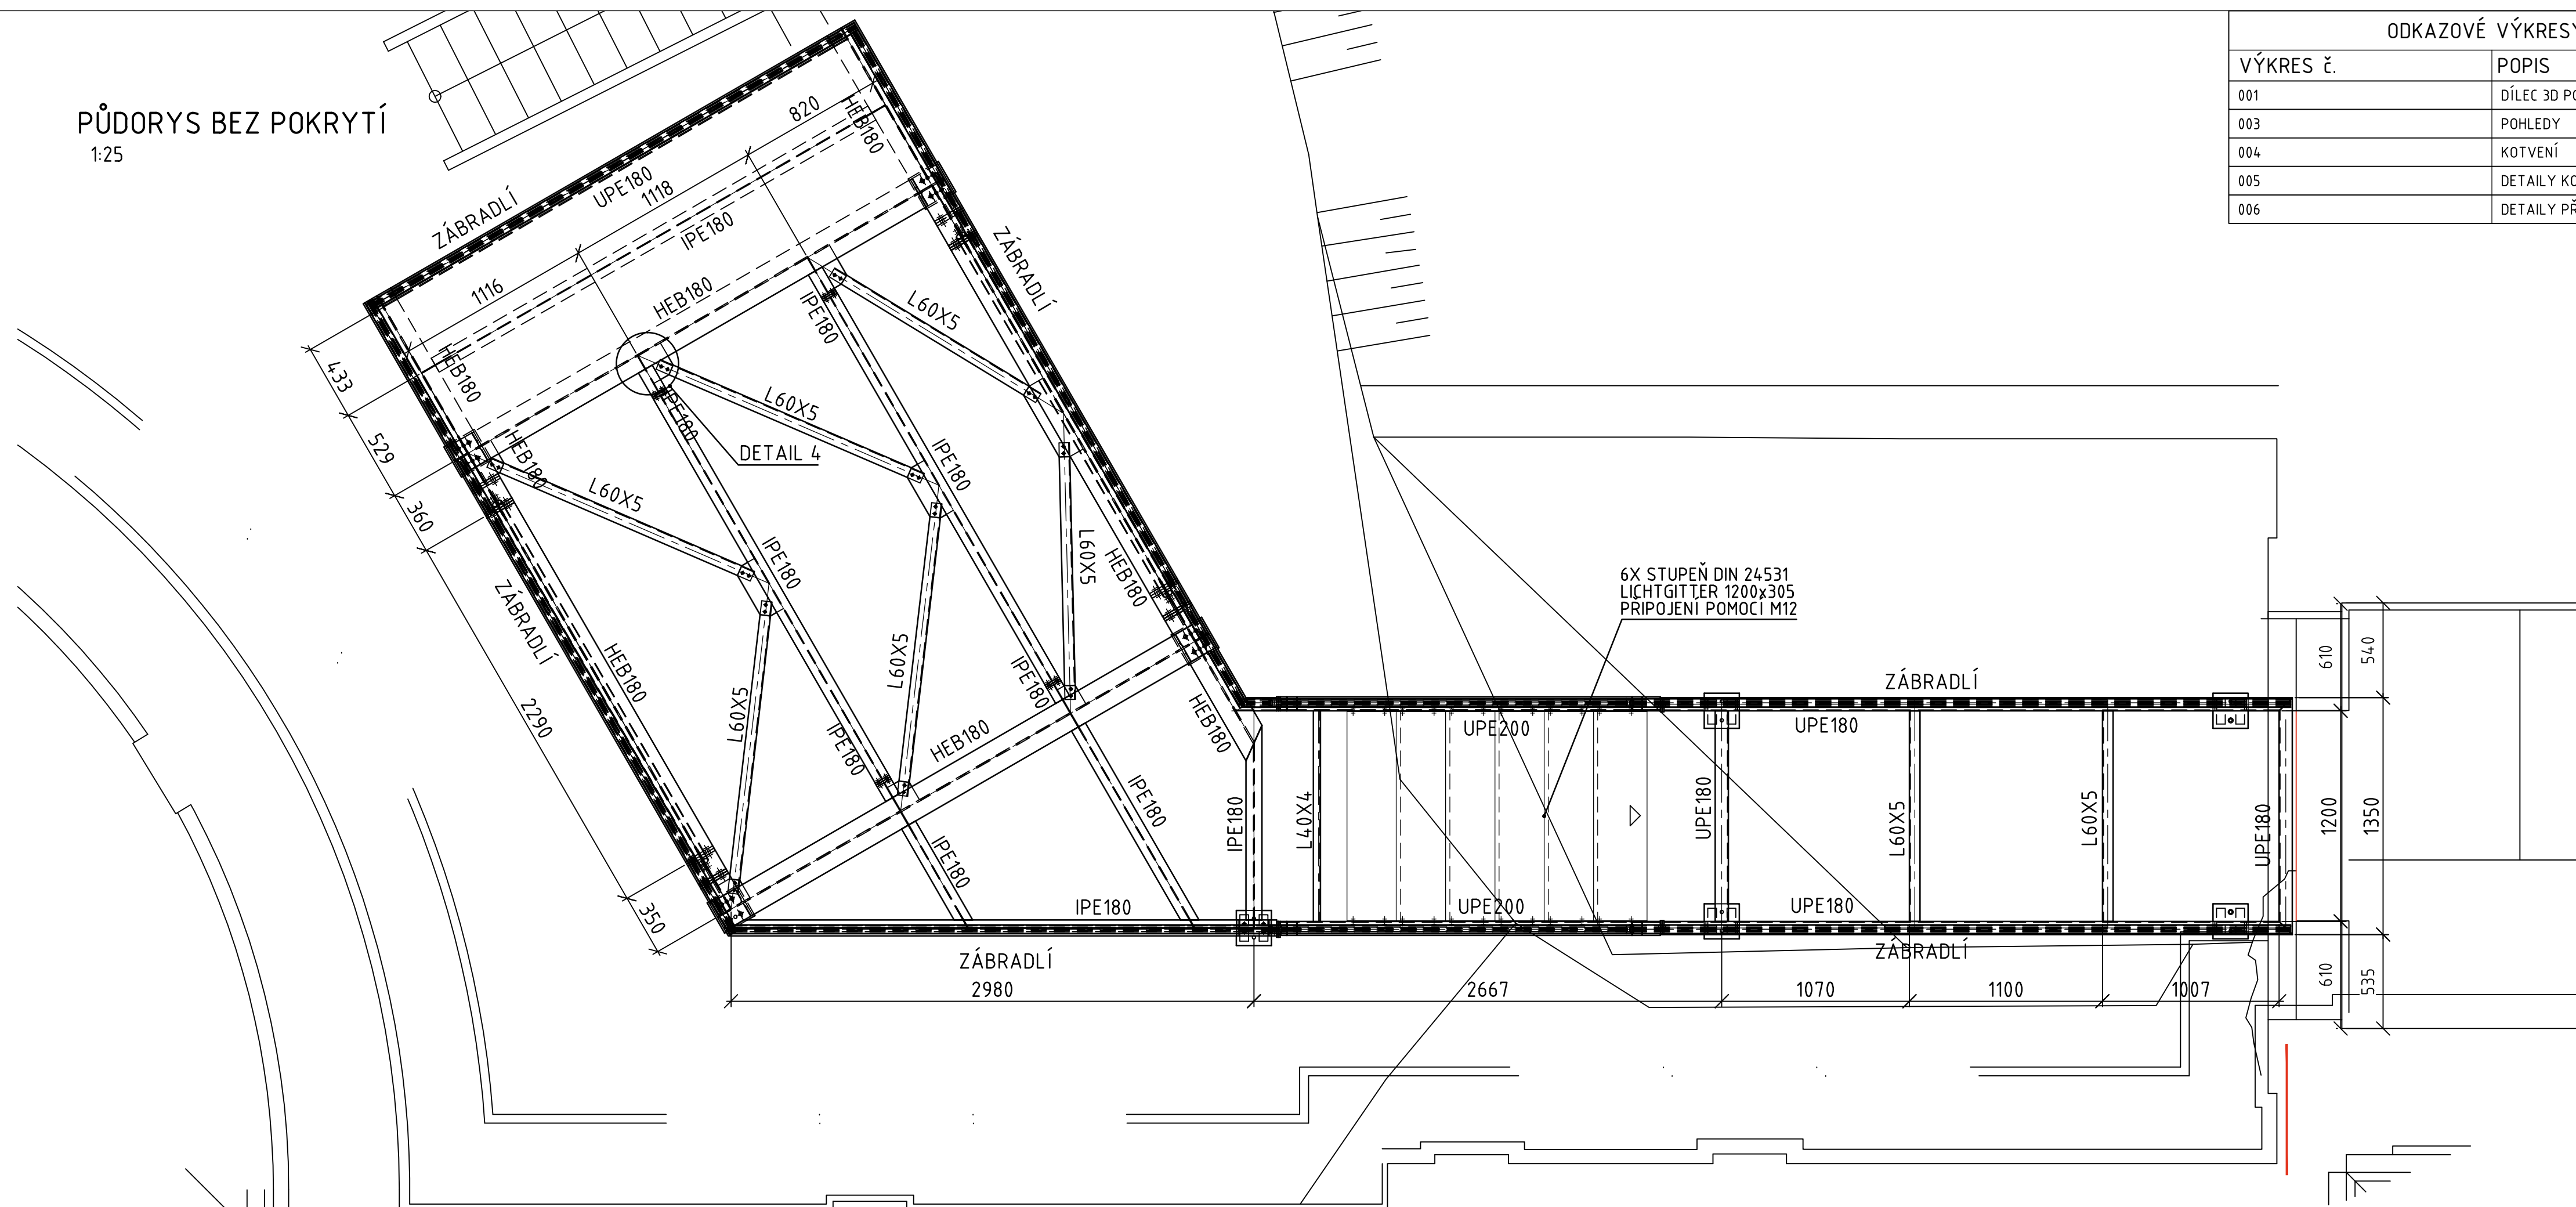 PŮDORYS BEZ POKRYTÍ
1:25
ODKAZOVÉ VÝKRESY
VÝKRES č. POPIS
001 DÍLEC 3D
003 POHLEDY
004 KOTVENÍ
005 DETAILY
006 DETAILY
ZÁBRADLÍ
UPE180
1118
820
HEB180
IPE180
1116
HEB180
ZÁBRADLÍ
433
HEB180
529
HEB180
360
IPE180
L60X5
L60X5
IPE180
DETAIL 4
IPE180
L60X5
ZÁBRADLÍ
IPE180
L60X5
HEB180
HEB180
2290
L60X5
L60X5
IPE180
IPE180
HEB180
HEB180
IPE180
IPE180
350
IPE180
ZÁBRADLÍ
6X STUPEŇ DIN 24531
LICHTGITTER 1200x305
PŘIPOJENÍ POMOCÍ M12
ZÁBRADLÍ
UPE200
UPE180
IPE180
L40X4
UPE180
L60X5
L60X5
UPE180
UPE200
UPE180
ZÁBRADLÍ
610
540
1200
1350
610
535
2980
2667
1070
1100
1007